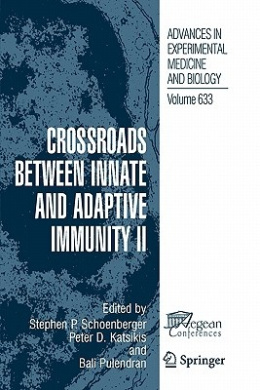 ADVANCES IN
EXPERIMENTAL
MEDICINE
AND BIOLOGY
Volume 633
CROSSROADS
BETWEEN INNATE
AND ADAPTIVE
IMMUNITY II
Edited by
Stephen P. Schoenberger
Peter D. Katsikis
and
Bali Pulendran
Aegean
Conferences
Springer